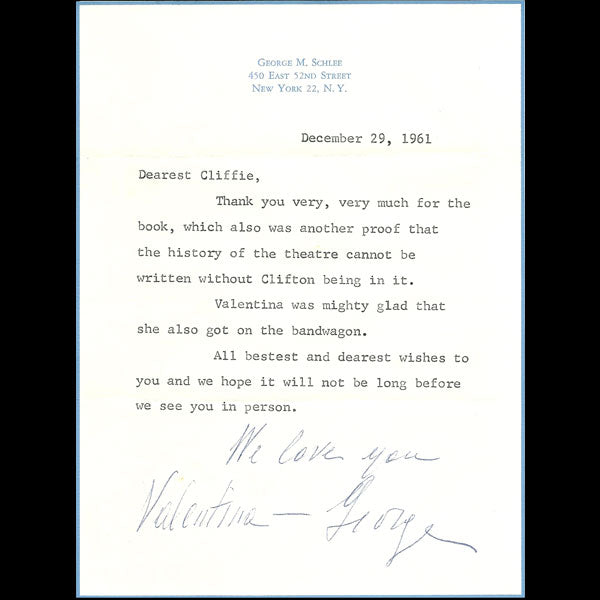 George M. Schlee
450 East 52nd Street
New York 22, N. Y.
December 29, 1961
Dearest Cliffie,
Thank you very, very much for the
book, which also was another proof that
the history of the theatre cannot be
written without Clifton being in it.
Valentina was mighty glad that
she also got on the bandwagon.
All bestest and dearest wishes to
you and we hope it will not be long before
we see you in person.
We love you
Valentina — George